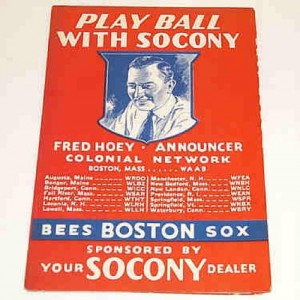 PLAY BALL
WITH SOCONY
FRED HOEY · ANNOUNCER
COLONIAL NETWORK
BOSTON, MASS ...... WAAB
Augusta, Maine WRDO Manchester, N. H. WFEA
Bangor, Maine WLBZ New Bedford, Mass. WNBH
Bridgeport, Conn. WICC New London, Conn. WNLC
Fall River, Mass. WSAR Providence, R. I. WEAN
Hartford, Conn. WTHT Springfield, Mass. WSPR
Laconia, N. H. WLNH Springfield, Vt. WNBX
Lowell, Mass. WLLH Waterbury, Conn. WBRY
BEES BOSTON SOX
SPONSORED BY
YOUR SOCONY DEALER